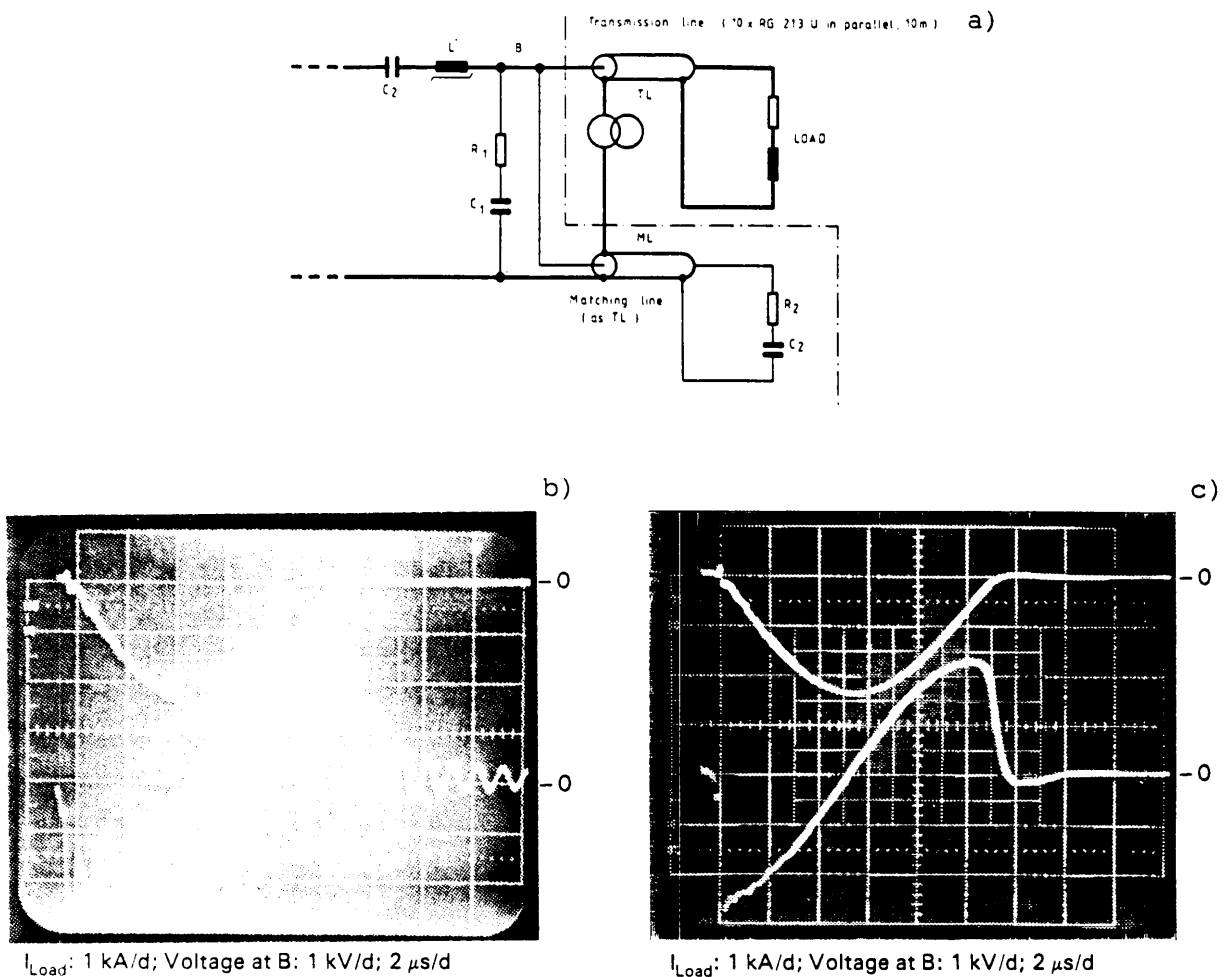 Transmission line ( 10 x RG 213 U in parallel, 10m )
a)
L'
B
C2
TL
R1
LOAD
C1
ML
Matching line
( as TL )
R2
C2
b)
-0
-0
ILoad: 1 kA/d; Voltage at B: 1 kV/d; 2 μs/d
c)
-0
-0
ILoad: 1 kA/d; Voltage at B: 1 kV/d; 2 μs/d